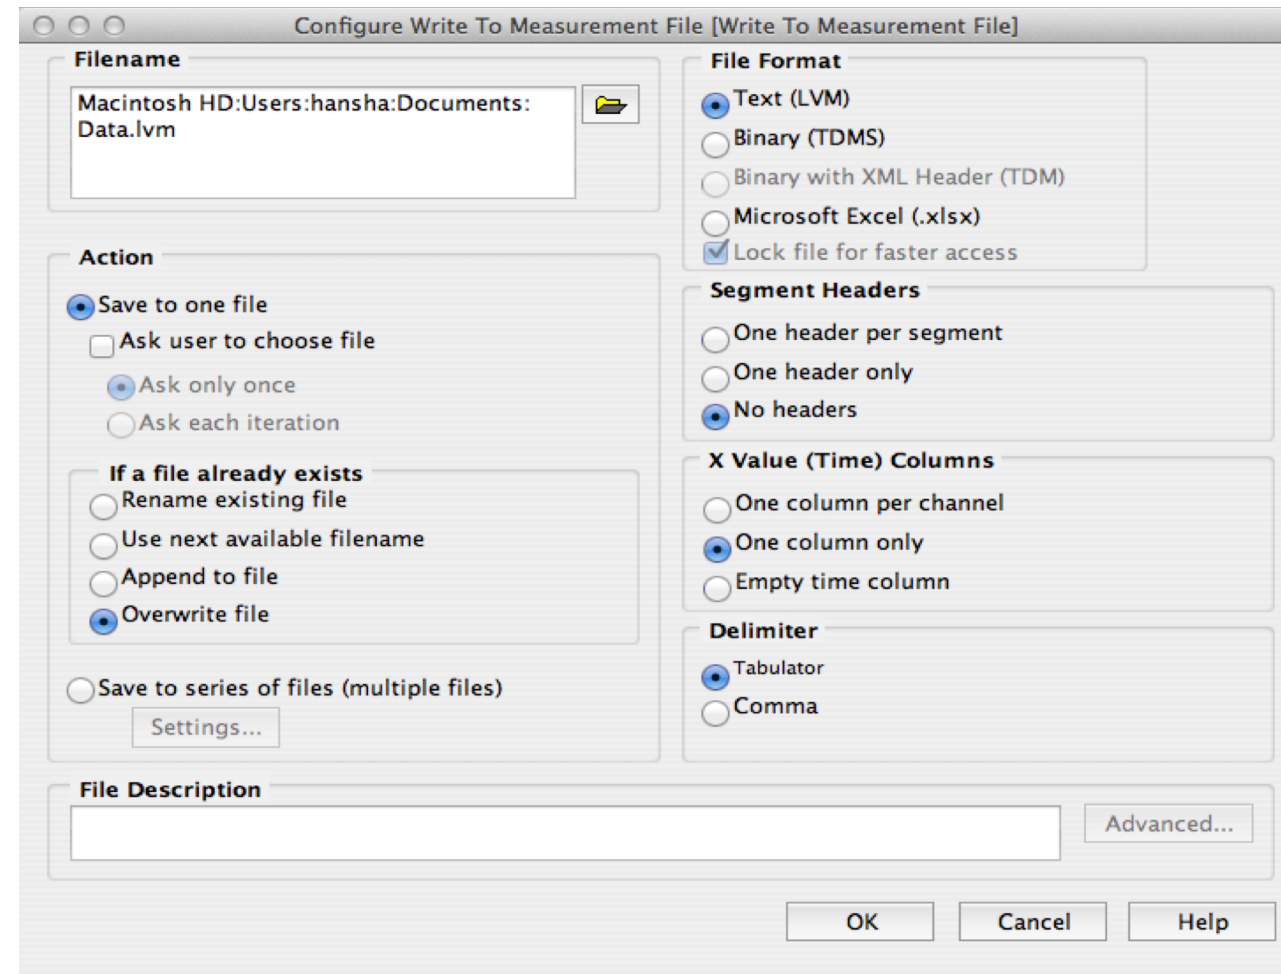 Configure Write To Measurement File [Write To Measurement File]
Filename
Macintosh HD:Users:hansha:Documents:
Data.lvm
Action
Save to one file
Ask user to choose file
Ask only once
Ask each iteration
If a file already exists
Rename existing file
Use next available filename
Append to file
Overwrite file
Save to series of files (multiple files)
Settings...
File Format
Text (LVM)
Binary (TDMS)
Binary with XML Header (TDM)
Microsoft Excel (.xlsx)
Lock file for faster access
Segment Headers
One header per segment
One header only
No headers
X Value (Time) Columns
One column per channel
One column only
Empty time column
Delimiter
Tabulator
Comma
File Description
Advanced...
OK
Cancel
Help